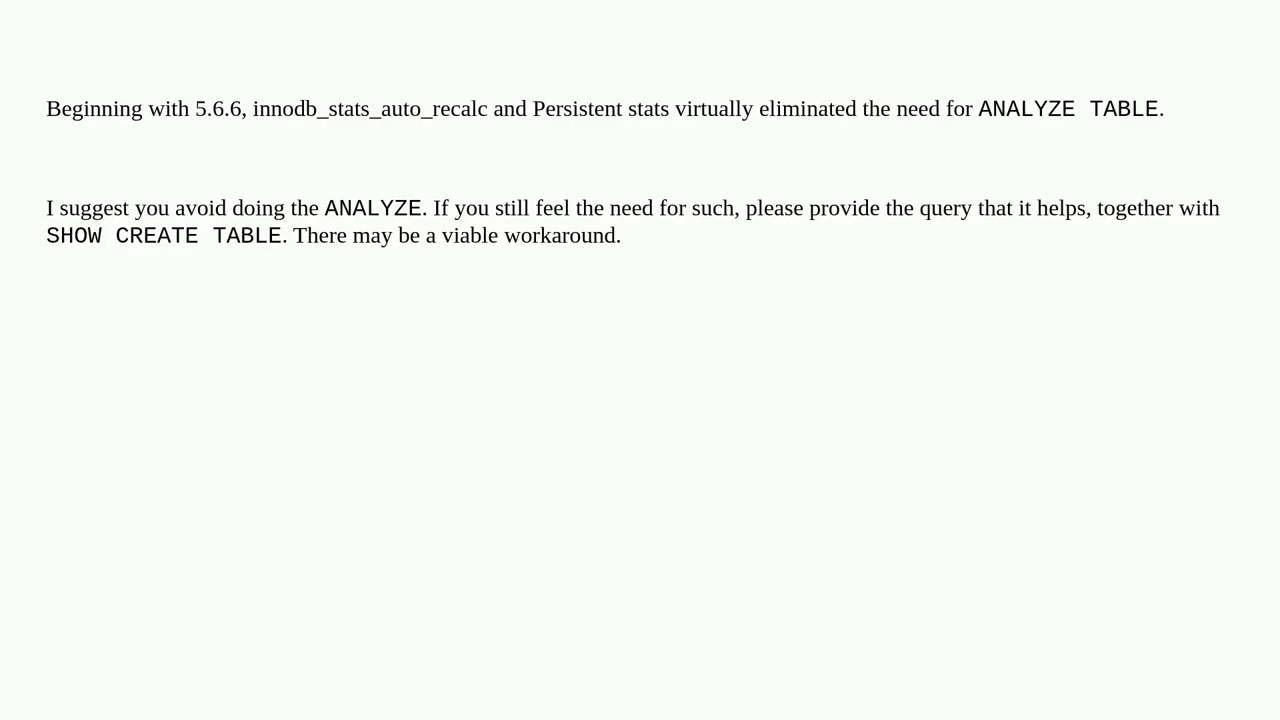 Beginning with 5.6.6, innodb_stats_auto_recalc and Persistent stats virtually eliminated the need for ANALYZE TABLE.
I suggest you avoid doing the ANALYZE. If you still feel the need for such, please provide the query that it helps, together with
SHOW CREATE TABLE. There may be a viable workaround.